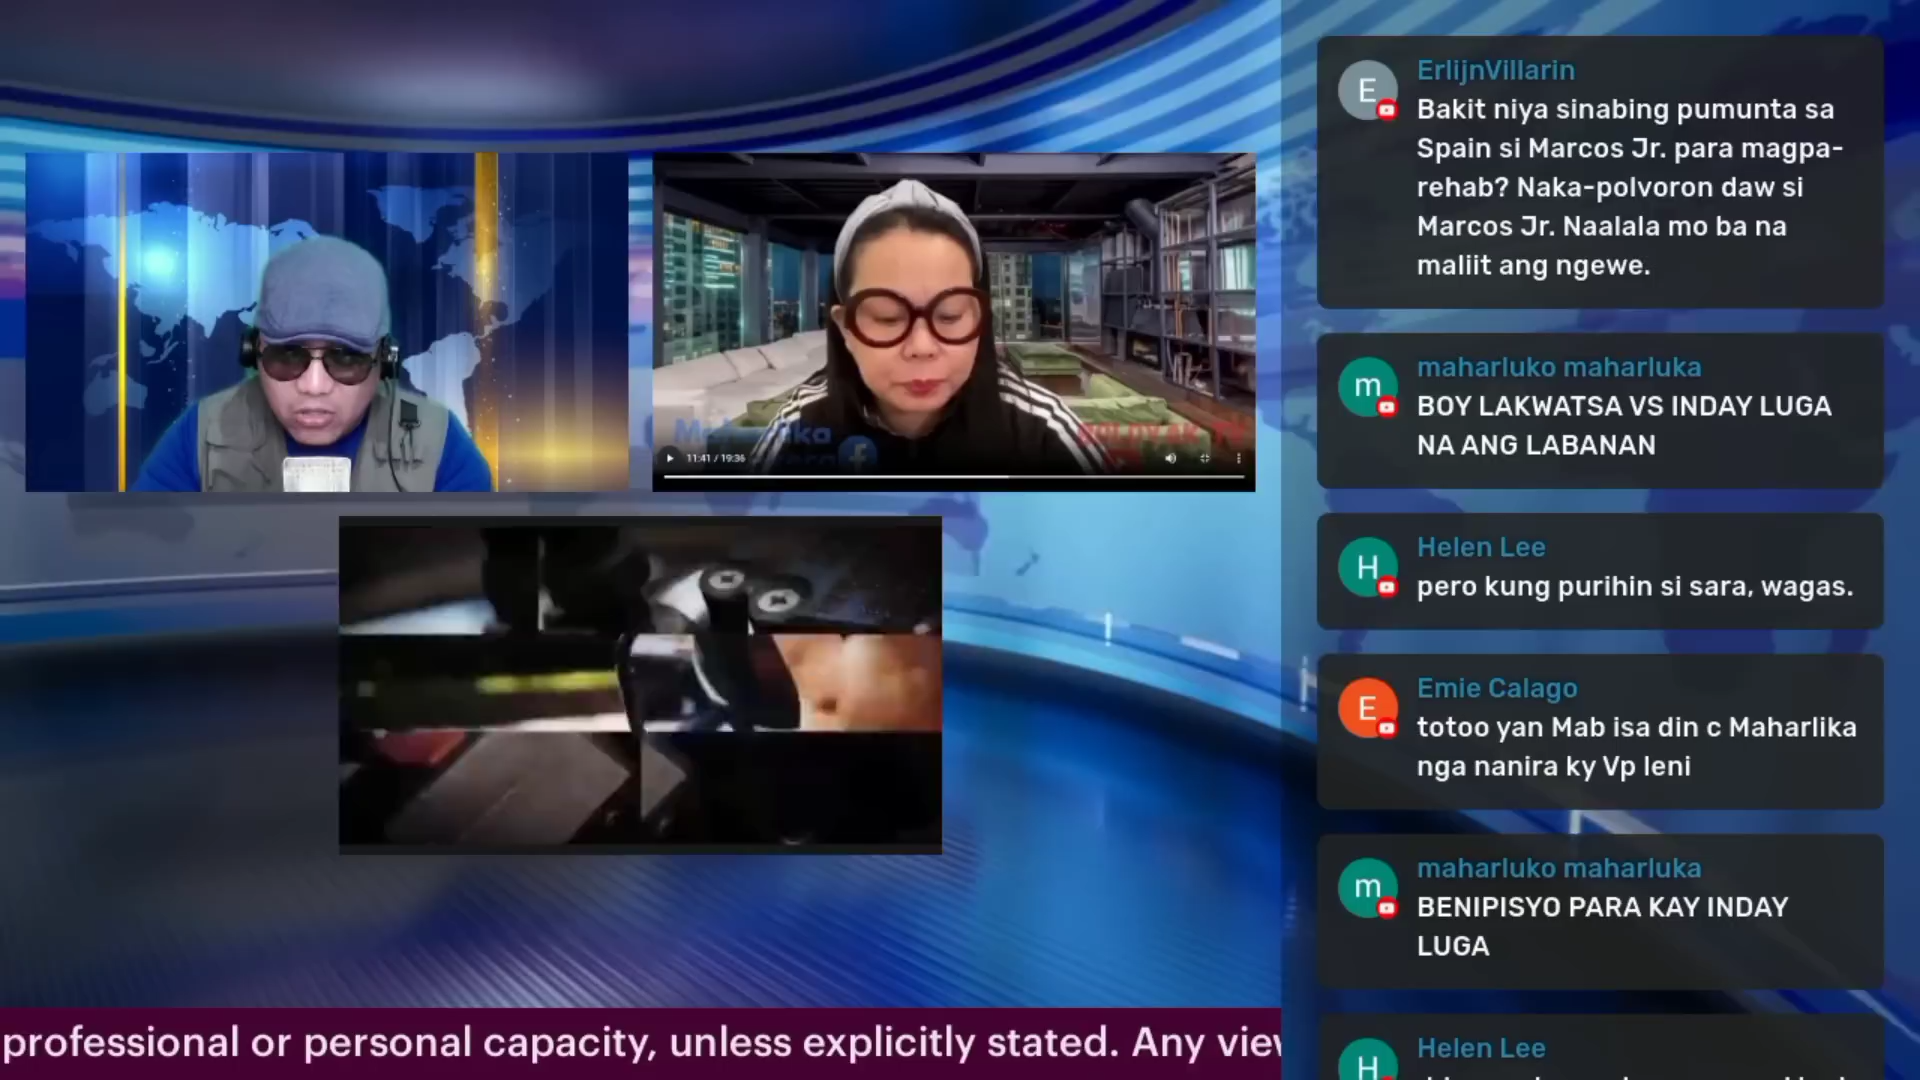 ErlijnVillarin
Bakit niya sinabing pumunta sa
Spain si Marcos Jr. para magpa-
rehab? Naka-polvoron daw si
Marcos Jr. Naalala mo ba na
maliit ang ngewe.
maharluko maharluka
BOY LAKWATSA VS INDAY LUGA
NA ANG LABANAN
Helen Lee
pero kung purihin si sara, wagas.
Emie Calago
totoo yan Mab isa din c Maharlika
nga nanira ky Vp leni
maharluko maharluka
BENIPISYO PARA KAY INDAY
LUGA
Helen Lee
11:41 / 19:36
professional or personal capacity, unless explicitly stated. Any